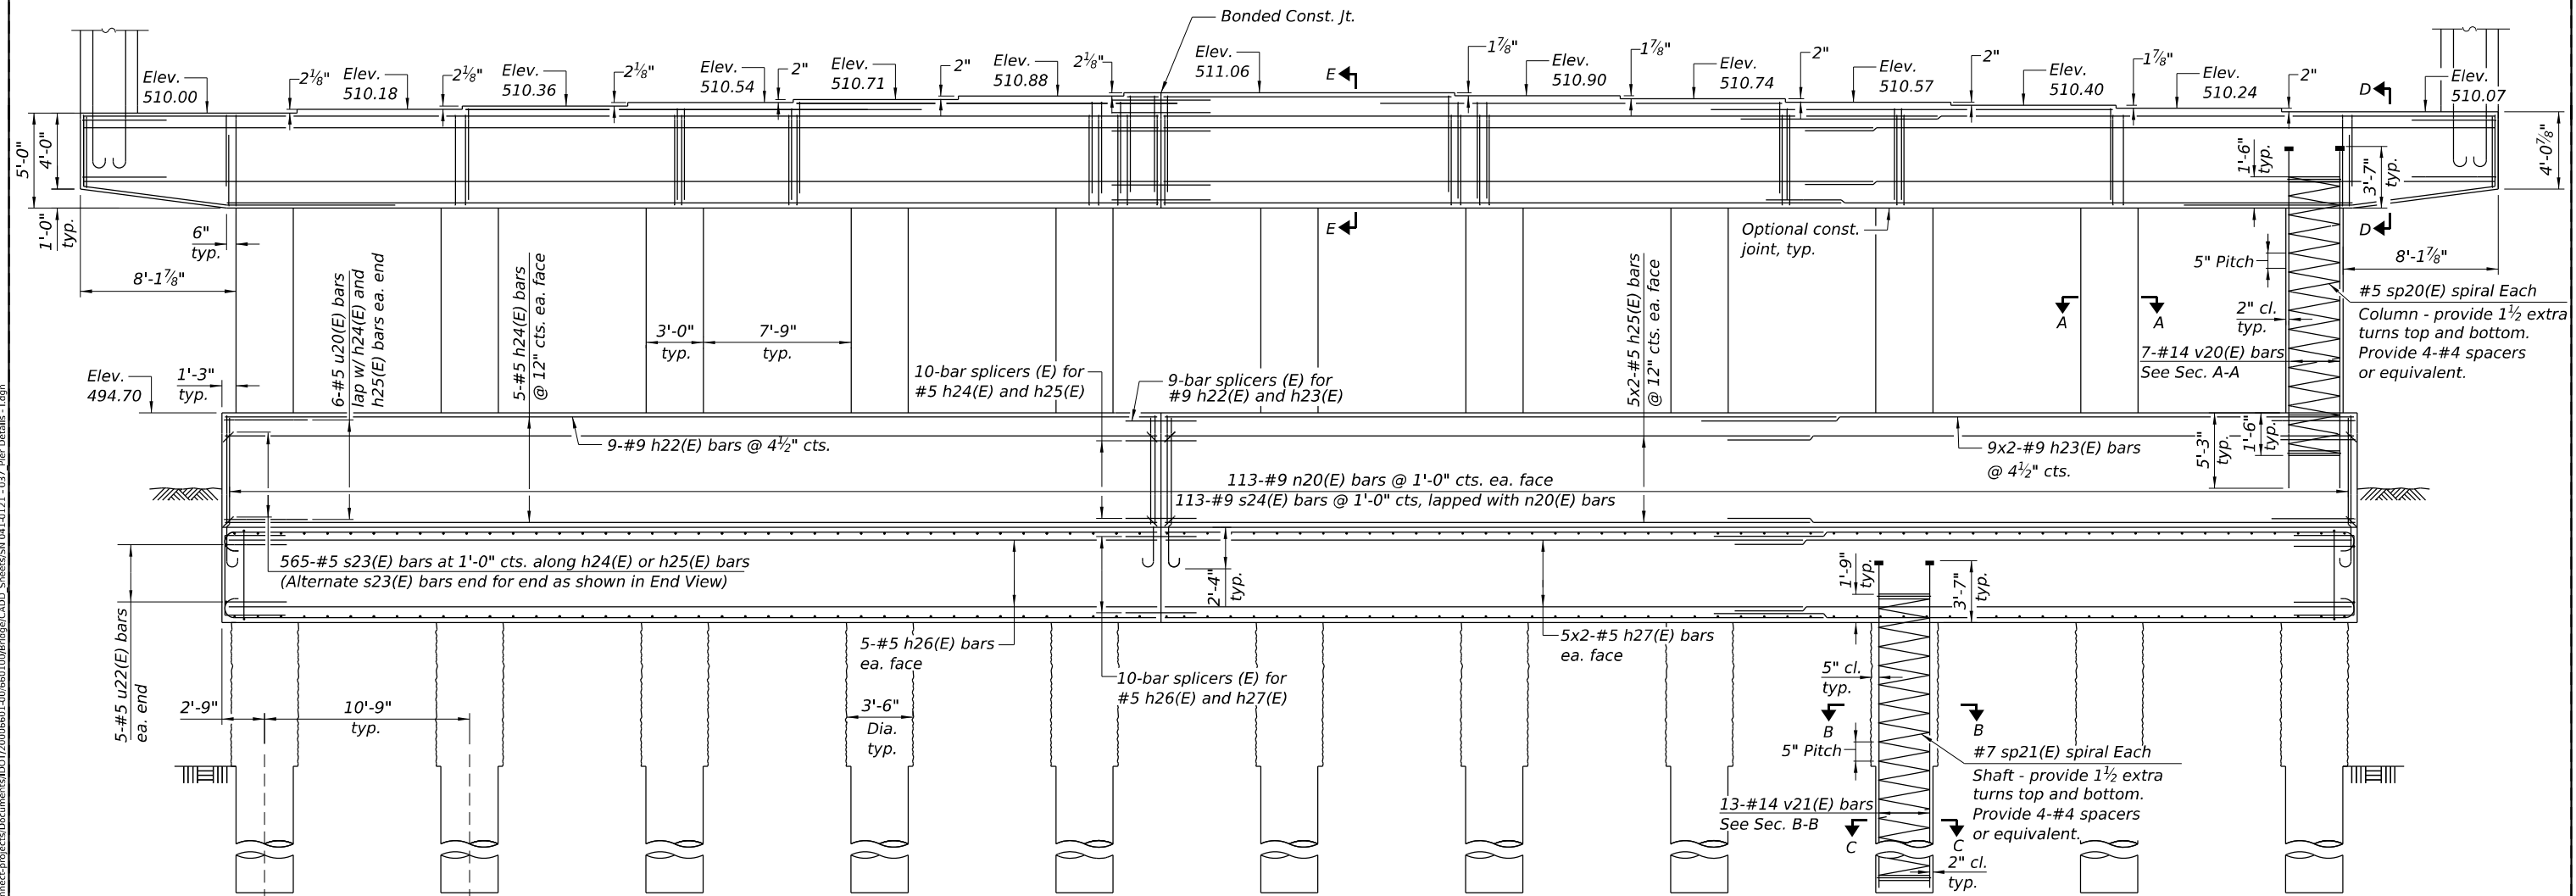 Bonded Const. Jt.
Elev.
510.00
2⅛"
Elev.
510.18
2⅛"
Elev.
510.36
2⅛"
Elev.
510.54
2"
Elev.
510.71
2"
Elev.
510.88
2⅛"
Elev.
511.06
E
1⅞"
Elev.
510.90
1⅞"
Elev.
510.74
2"
Elev.
510.57
2"
Elev.
510.40
1⅞"
Elev.
510.24
2"
D
Elev.
510.07
5'-0"
4'-0"
1'-0"
typ.
6"
typ.
8'-1⅞"
E
Optional const.
joint, typ.
1'-6"
typ.
3'-7"
typ.
4'-0⅞"
D
8'-1⅞"
5" Pitch
#5 sp20(E) spiral Each
Column - provide 1½ extra
turns top and bottom.
Provide 4-#4 spacers
or equivalent.
2" cl.
typ.
A
A
7-#14 v20(E) bars
See Sec. A-A
6-#5 u20(E) bars
lap w/ h24(E) and
h25(E) bars ea. end
5-#5 h24(E) bars
@ 12" cts. ea. face
3'-0"
typ.
7'-9"
typ.
5x2-#5 h25(E) bars
@ 12" cts. ea. face
Elev.
494.70
1'-3"
typ.
10-bar splicers (E) for
#5 h24(E) and h25(E)
9-bar splicers (E) for
#9 h22(E) and h23(E)
9-#9 h22(E) bars @ 4½" cts.
9x2-#9 h23(E) bars
@ 4½" cts.
5'-3"
typ.
1'-6"
typ.
113-#9 n20(E) bars @ 1'-0" cts. ea. face
113-#9 s24(E) bars @ 1'-0" cts, lapped with n20(E) bars
565-#5 s23(E) bars at 1'-0" cts. along h24(E) or h25(E) bars
(Alternate s23(E) bars end for end as shown in End View)
2'-4"
typ.
1'-9"
typ.
3'-7"
typ.
5-#5 u22(E) bars
ea. end
5-#5 h26(E) bars
ea. face
5x2-#5 h27(E) bars
ea. face
10-bar splicers (E) for
#5 h26(E) and h27(E)
2'-9"
10'-9"
typ.
3'-6"
Dia.
typ.
5" cl.
typ.
B
B
5" Pitch
#7 sp21(E) spiral Each
Shaft - provide 1½ extra
turns top and bottom.
Provide 4-#4 spacers
or equivalent.
13-#14 v21(E) bars
See Sec. B-B
C
C
2" cl.
typ.